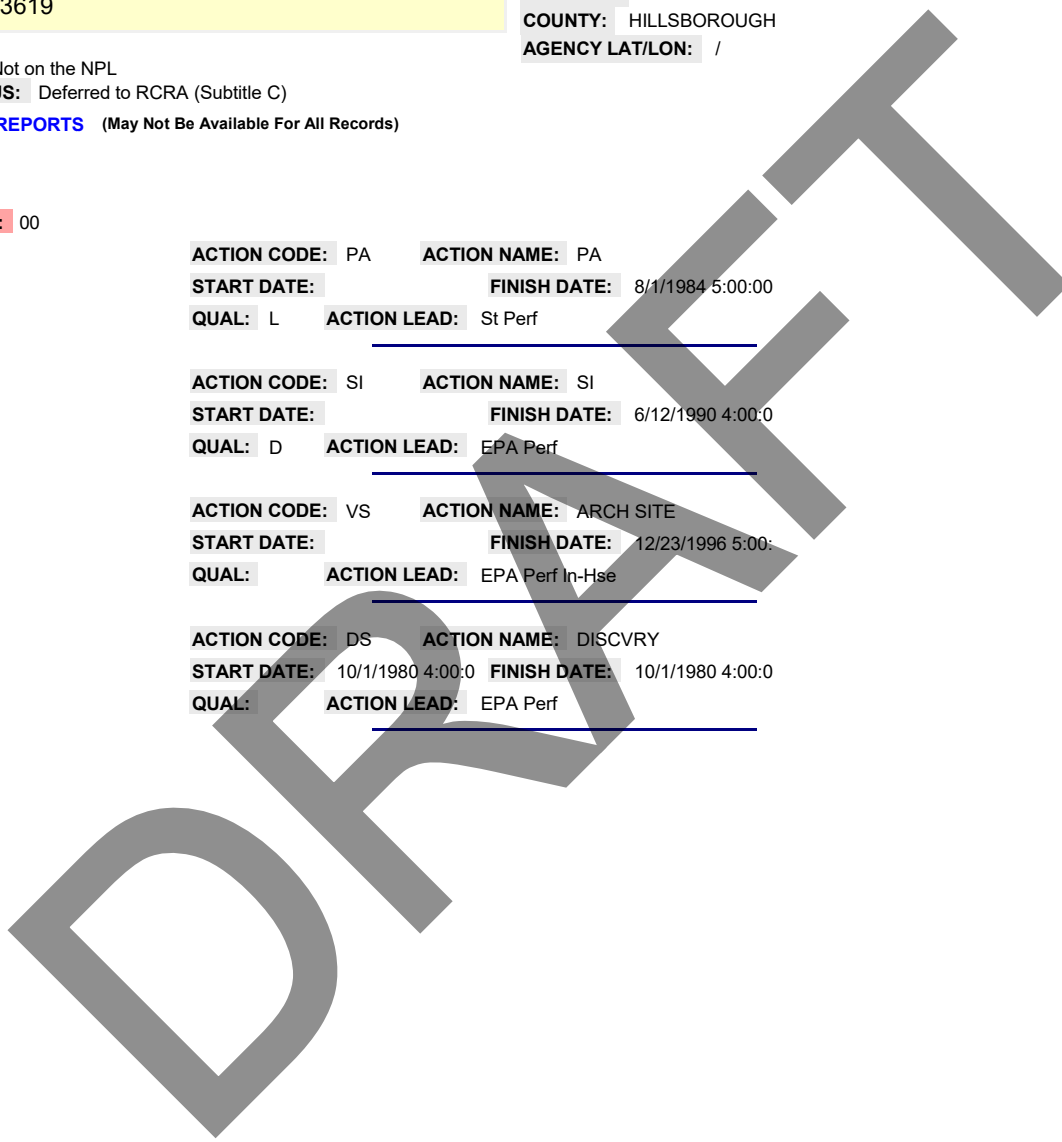 3619
COUNTY: HILLSBOROUGH
AGENCY LAT/LON: /
Not on the NPL
US: Deferred to RCRA (Subtitle C)
REPORTS (May Not Be Available For All Records)
: 00
ACTION CODE: PA ACTION NAME: PA
START DATE: FINISH DATE: 8/1/1984 5:00:00
QUAL: L ACTION LEAD: St Perf
ACTION CODE: SI ACTION NAME: SI
START DATE: FINISH DATE: 6/12/1990 4:00:0
QUAL: D ACTION LEAD: EPA Perf
ACTION CODE: VS ACTION NAME: ARCH SITE
START DATE: FINISH DATE: 12/23/1996 5:00:
QUAL: ACTION LEAD: EPA Perf In-Hse
ACTION CODE: DS ACTION NAME: DISCVRY
START DATE: 10/1/1980 4:00:0 FINISH DATE: 10/1/1980 4:00:0
QUAL: ACTION LEAD: EPA Perf
DRAFT